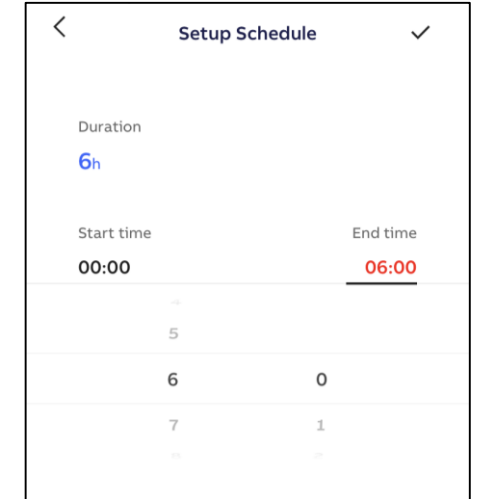 Setup Schedule
Duration
6h
Start time End time
00:00 06:00
5
6 0
7 1